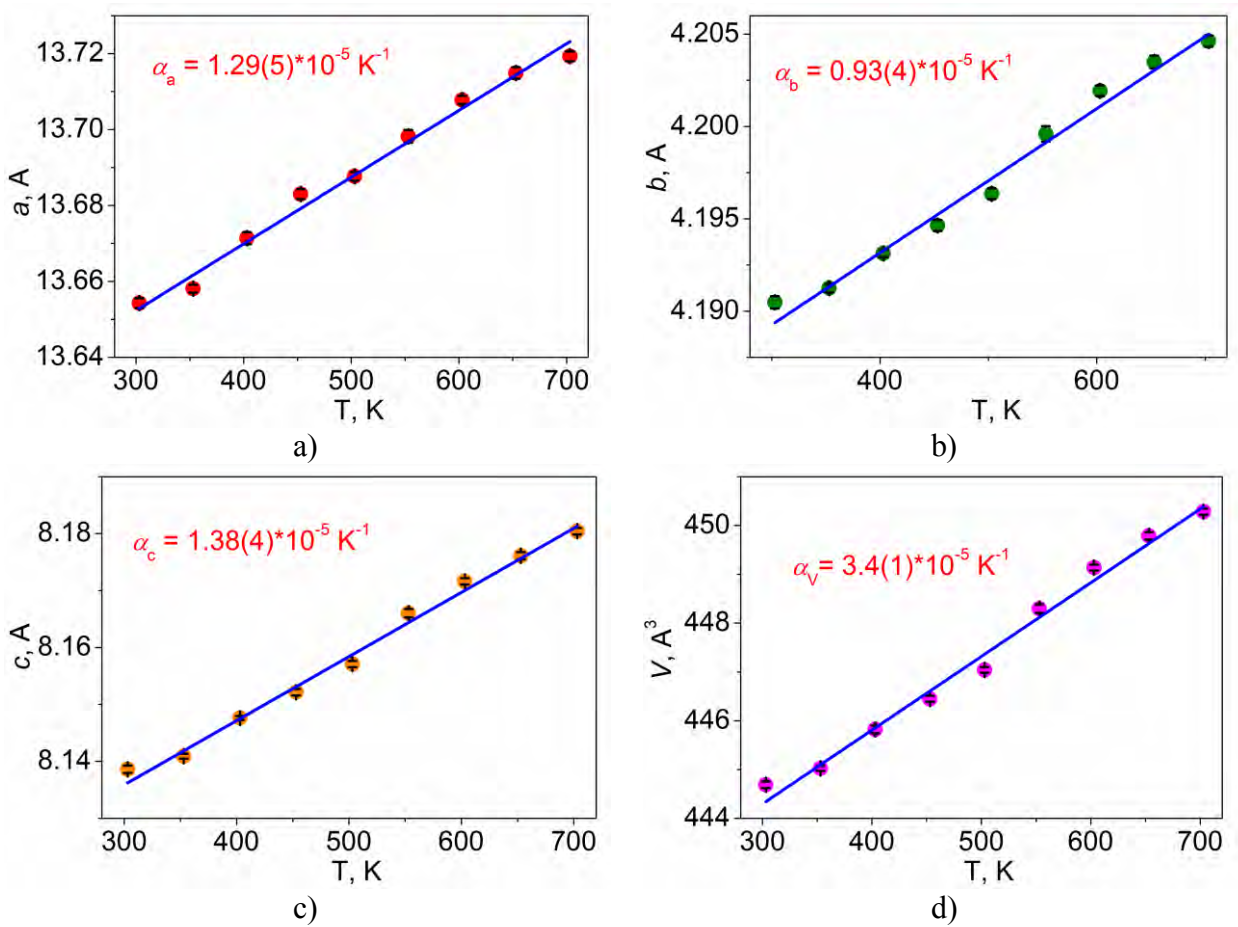 α_a = 1.29(5)*10^-5 K^-1
13.72
13.70
13.68
13.66
13.64
a, A
300 400 500 600 700
T, K
a)
α_b = 0.93(4)*10^-5 K^-1
4.205
4.200
4.195
4.190
b, A
400 600
T, K
b)
α_c = 1.38(4)*10^-5 K^-1
8.18
8.16
8.14
c, A
300 400 500 600 700
T, K
c)
α_V = 3.4(1)*10^-5 K^-1
450
448
446
444
V, A^3
300 400 500 600 700
T, K
d)